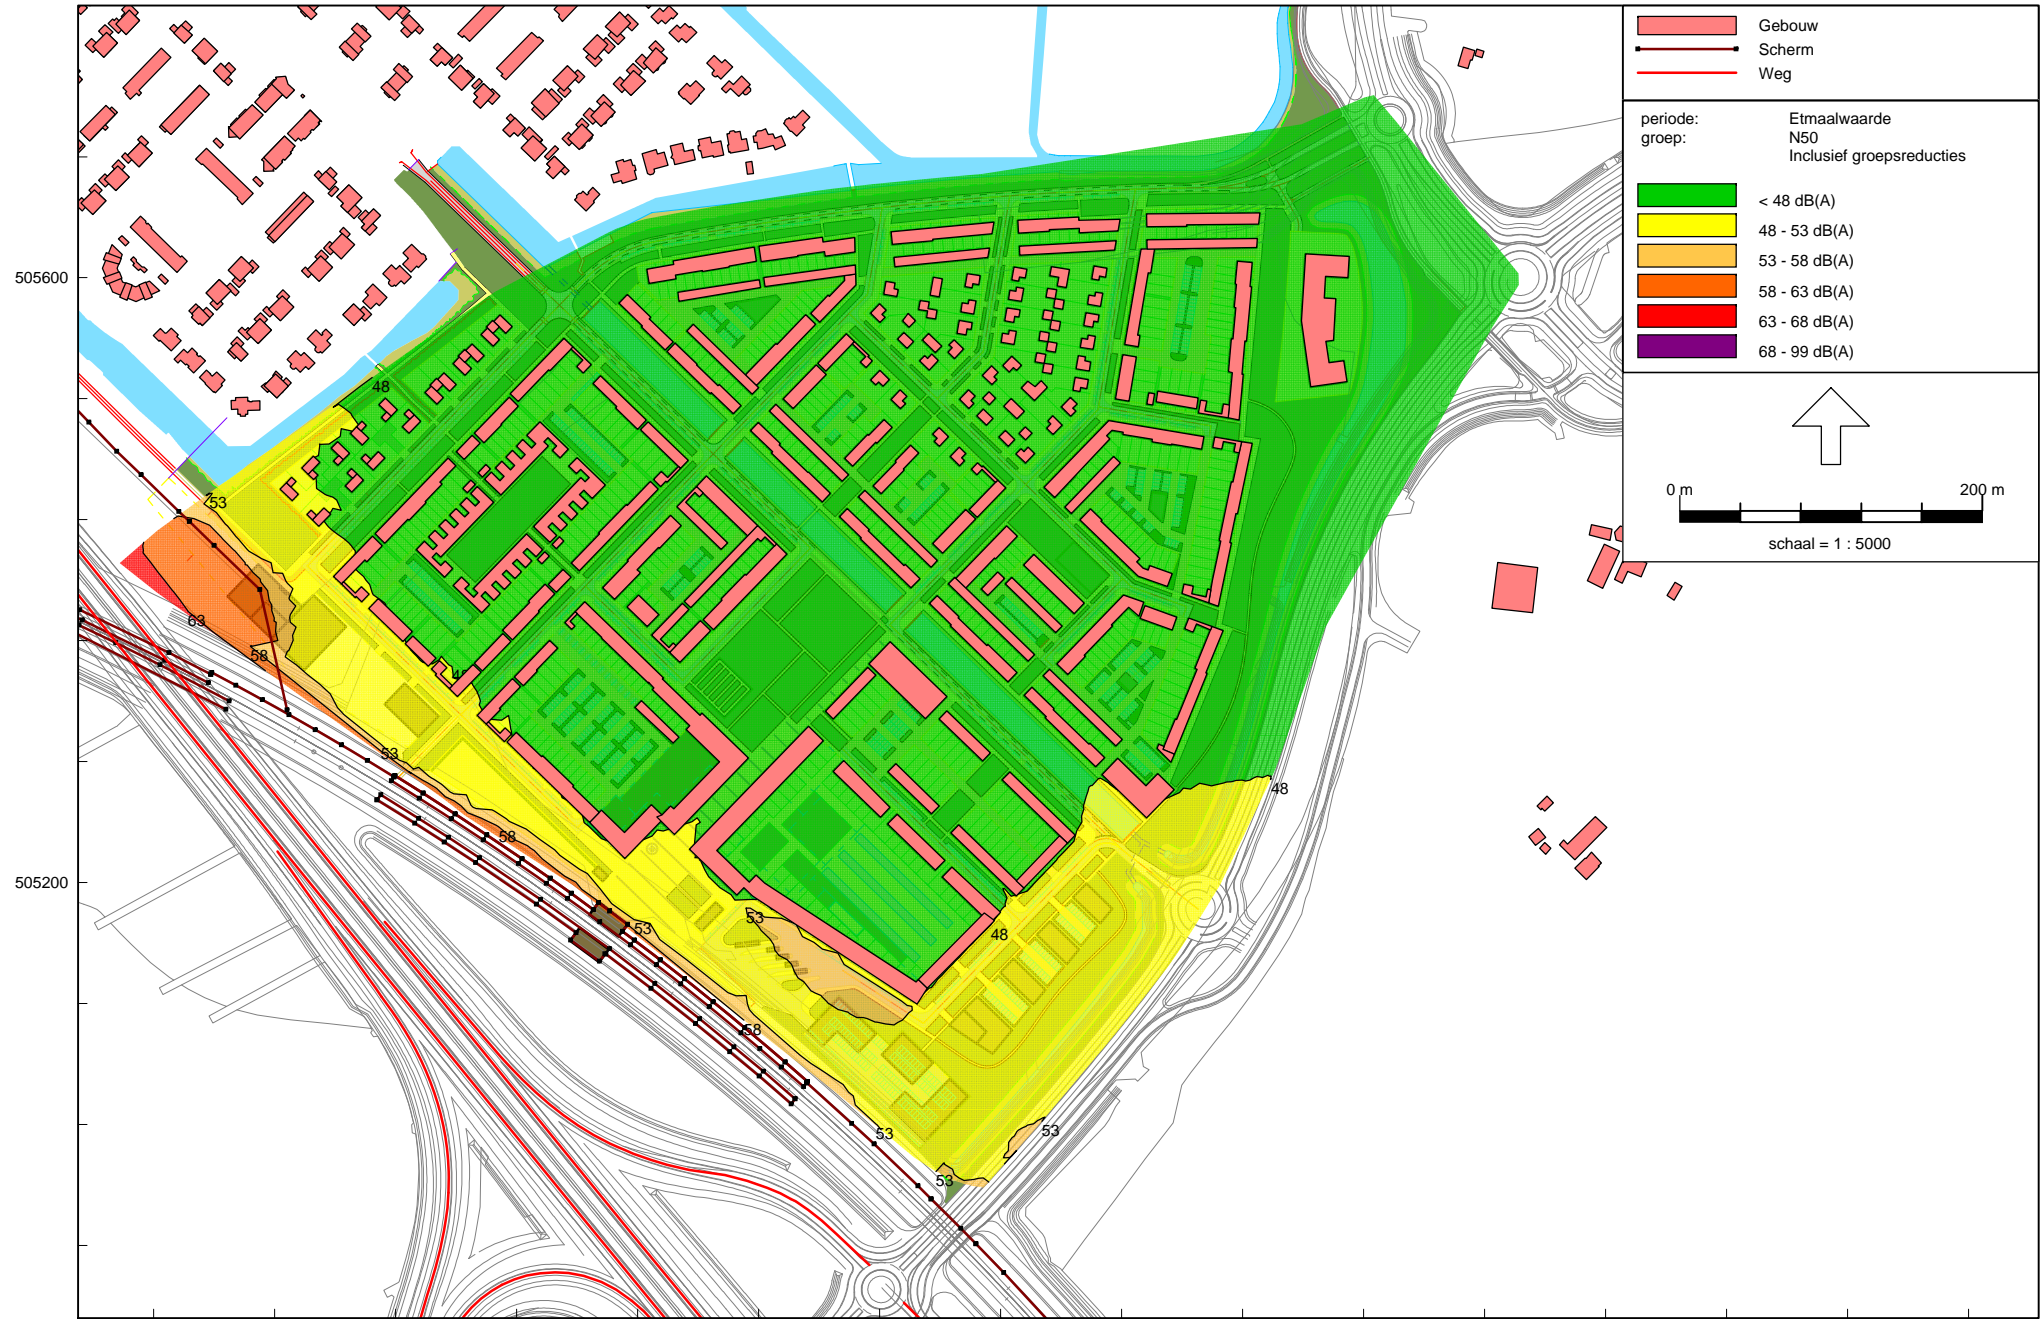 Gebouw
Scherm
Weg
periode: Etmaalwaarde
groep: N50
Inclusief groepsreducties
< 48 dB(A)
48 - 53 dB(A)
53 - 58 dB(A)
58 - 63 dB(A)
63 - 68 dB(A)
68 - 99 dB(A)
0 m 200 m
schaal = 1 : 5000
505600
48
53
63
58
53
48
58
505200
53
53
48
58
53
53
53